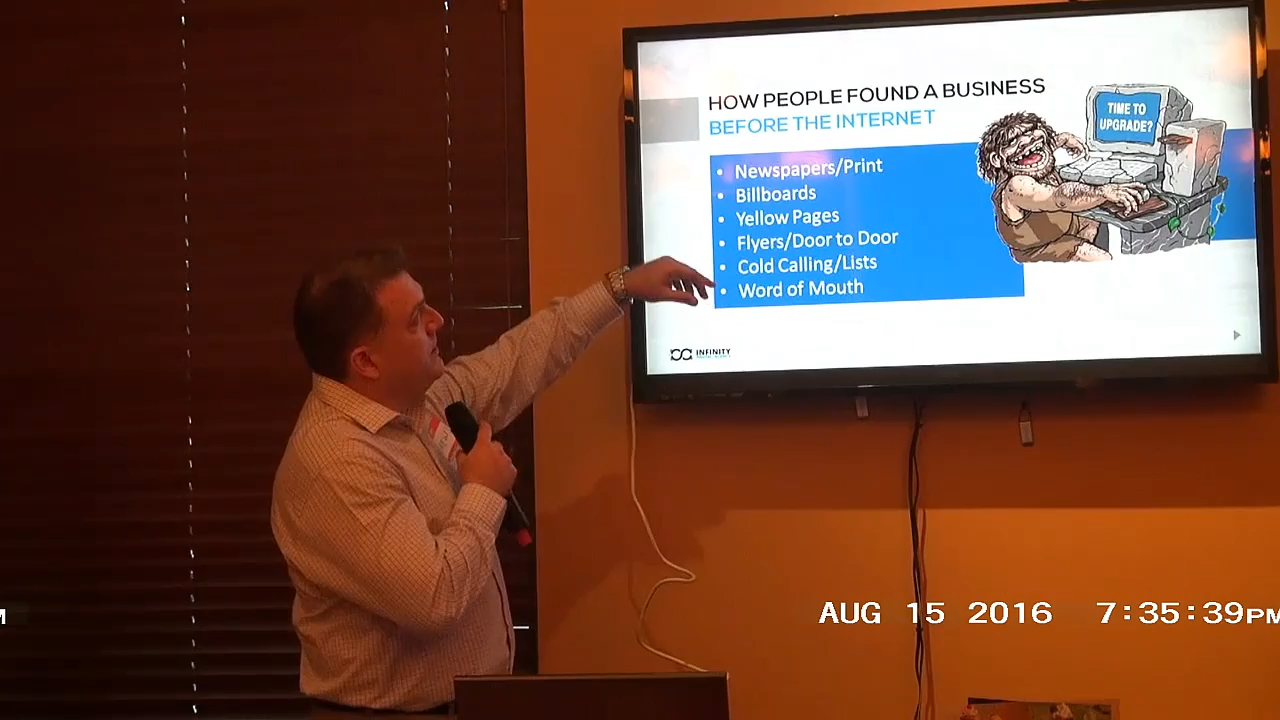 HOW PEOPLE FOUND A BUSINESS
BEFORE THE INTERNET
TIME TO
UPGRADE?
• Newspapers/Print
• Billboards
• Yellow Pages
• Flyers/Door to Door
• Cold Calling/Lists
• Word of Mouth
INFINITY
M
AUG 15 2016 7:35:39PM